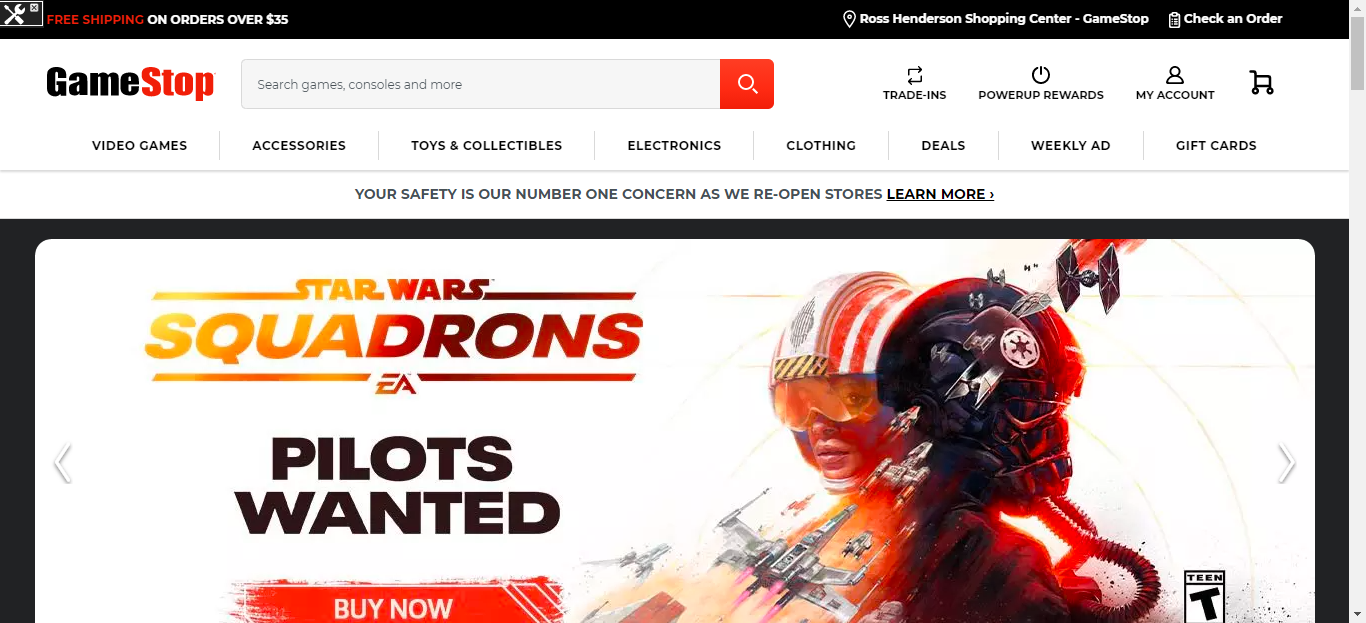 FREE SHIPPING ON ORDERS OVER $35
Ross Henderson Shopping Center - GameStop
Check an Order
GameStop
Search games, consoles and more
TRADE-INS
POWERUP REWARDS
MY ACCOUNT
VIDEO GAMES
ACCESSORIES
TOYS & COLLECTIBLES
ELECTRONICS
CLOTHING
DEALS
WEEKLY AD
GIFT CARDS
YOUR SAFETY IS OUR NUMBER ONE CONCERN AS WE RE-OPEN STORES LEARN MORE ›
STAR WARS
SQUADRONS
EA
PILOTS
WANTED
BUY NOW
TEEN
T